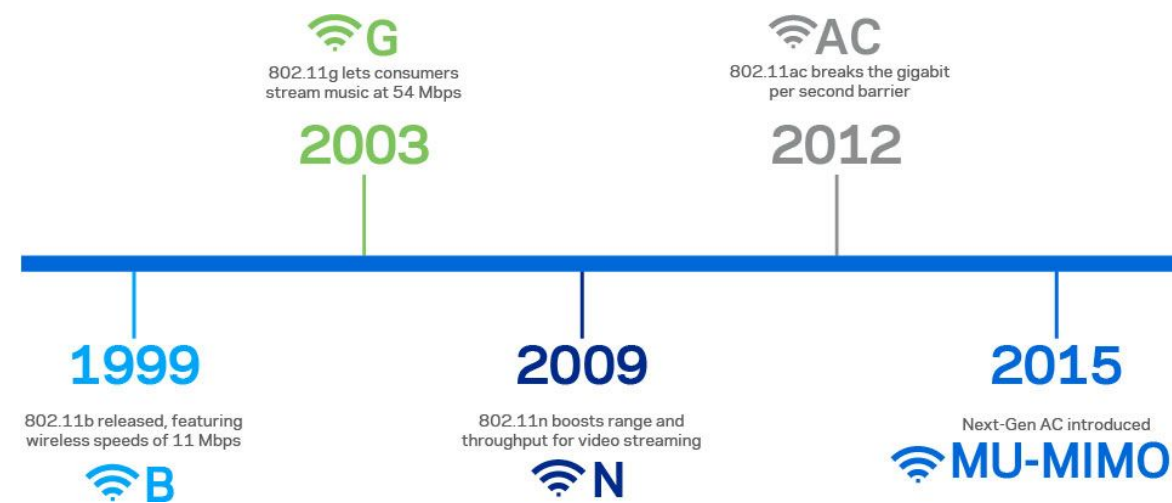 G
802.11g lets consumers
stream music at 54 Mbps
2003
AC
802.11ac breaks the gigabit
per second barrier
2012
1999
802.11b released, featuring
wireless speeds of 11 Mbps
B
2009
802.11n boosts range and
throughput for video streaming
N
2015
Next-Gen AC introduced
MU-MIMO